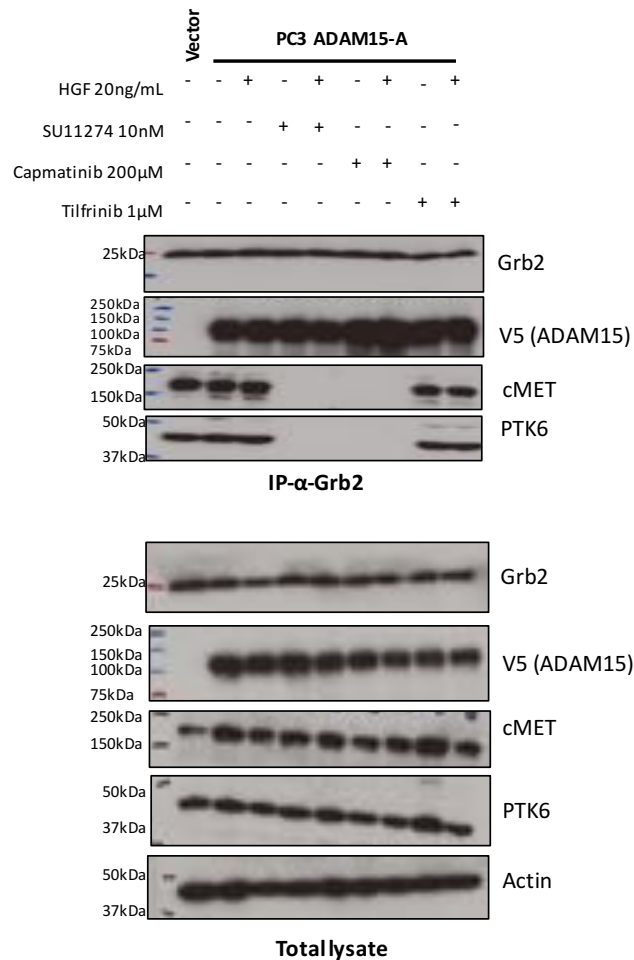 Vector
PC3 ADAM15-A
HGF 20ng/mL - - + - + - + - +
SU11274 10nM - - - + + - - - -
Capmatinib 200µM - - - - - + + - -
Tilfrinib 1µM - - - - - - - + +
25kDa
Grb2
250kDa
150kDa
100kDa
75kDa
V5 (ADAM15)
250kDa
150kDa
cMET
50kDa
37kDa
PTK6
IP-α-Grb2
25kDa
Grb2
250kDa
150kDa
100kDa
75kDa
V5 (ADAM15)
250kDa
150kDa
cMET
50kDa
37kDa
PTK6
50kDa
37kDa
Actin
Total lysate